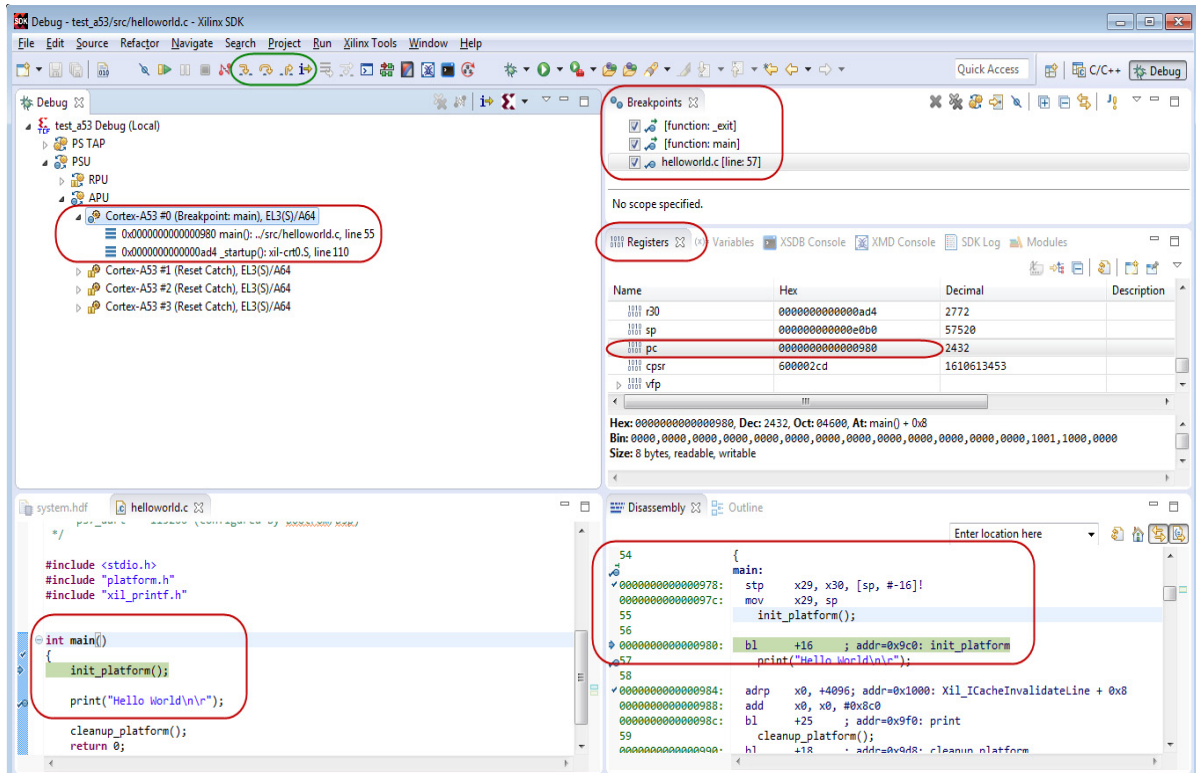 SDK Debug - test_a53/src/helloworld.c - Xilinx SDK
File Edit Source Refactor Navigate Search Project Run Xilinx Tools Window Help
Quick Access C/C++ Debug
Debug
test_a53 Debug (Local)
PS TAP
PSU
RPU
APU
Cortex-A53 #0 (Breakpoint: main), EL3(S)/A64
0x0000000000000980 main(): ../src/helloworld.c, line 55
0x0000000000000ad4 _startup(): xil-crt0.S, line 110
Cortex-A53 #1 (Reset Catch), EL3(S)/A64
Cortex-A53 #2 (Reset Catch), EL3(S)/A64
Cortex-A53 #3 (Reset Catch), EL3(S)/A64
Breakpoints
[function: _exit]
[function: main]
helloworld.c [line: 57]
No scope specified.
Registers Variables XSDB Console XMD Console SDK Log Modules
Name Hex Decimal Description
r30 0000000000000ad4 2772
sp 000000000000e0b0 57520
pc 0000000000000980 2432
cpsr 600002cd 1610613453
vfp
Hex: 0000000000000980, Dec: 2432, Oct: 04600, At: main() + 0x8
Bin: 0000,0000,0000,0000,0000,0000,0000,0000,0000,0000,0000,0000,0000,1001,1000,0000
Size: 8 bytes, readable, writable
system.hdf helloworld.c
*/
#include <stdio.h>
#include "platform.h"
#include "xil_printf.h"
int main()
{
init_platform();
print("Hello World\n\r");
cleanup_platform();
return 0;
Disassembly Outline
Enter location here
54 {
main:
0000000000000978: stp x29, x30, [sp, #-16]!
000000000000097c: mov x29, sp
55 init_platform();
56
0000000000000980: bl +16 ; addr=0x9c0: init_platform
57 print("Hello World\n\r");
58
0000000000000984: adrp x0, +4096; addr=0x1000: Xil_ICacheInvalidateLine + 0x8
0000000000000988: add x0, x0, #0x8c0
000000000000098c: bl +25 ; addr=0x9f0: print
59 cleanup_platform();
0000000000000990: bl +18 ; addr=0x9d8: cleanup_platform